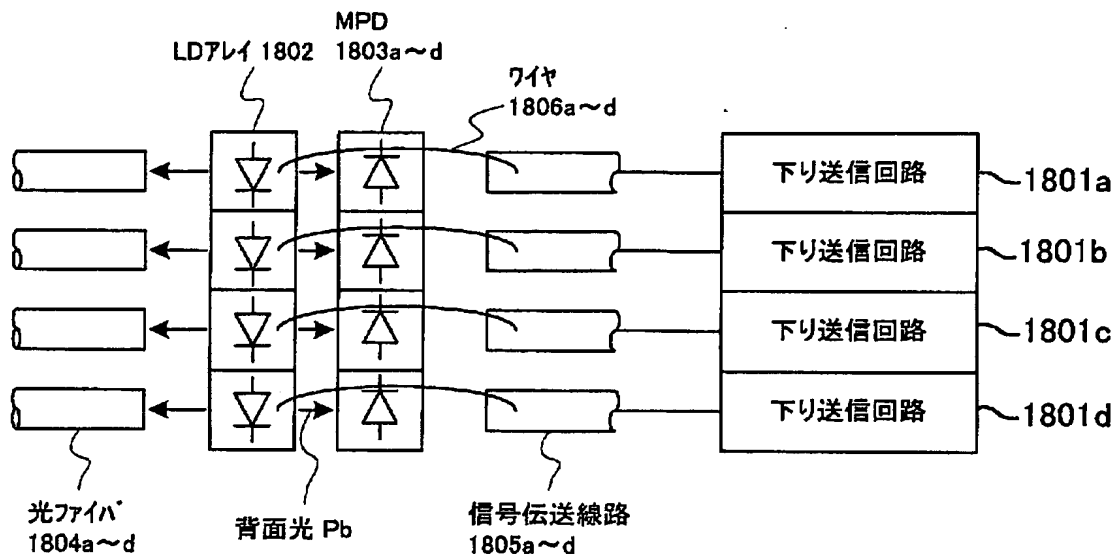 MPD
1803a～d
LDアレイ 1802
ワイヤ
1806a～d
下り送信回路
1801a
下り送信回路
1801b
下り送信回路
1801c
下り送信回路
1801d
光ファイバ
1804a～d
背面光 Pb
信号伝送線路
1805a～d